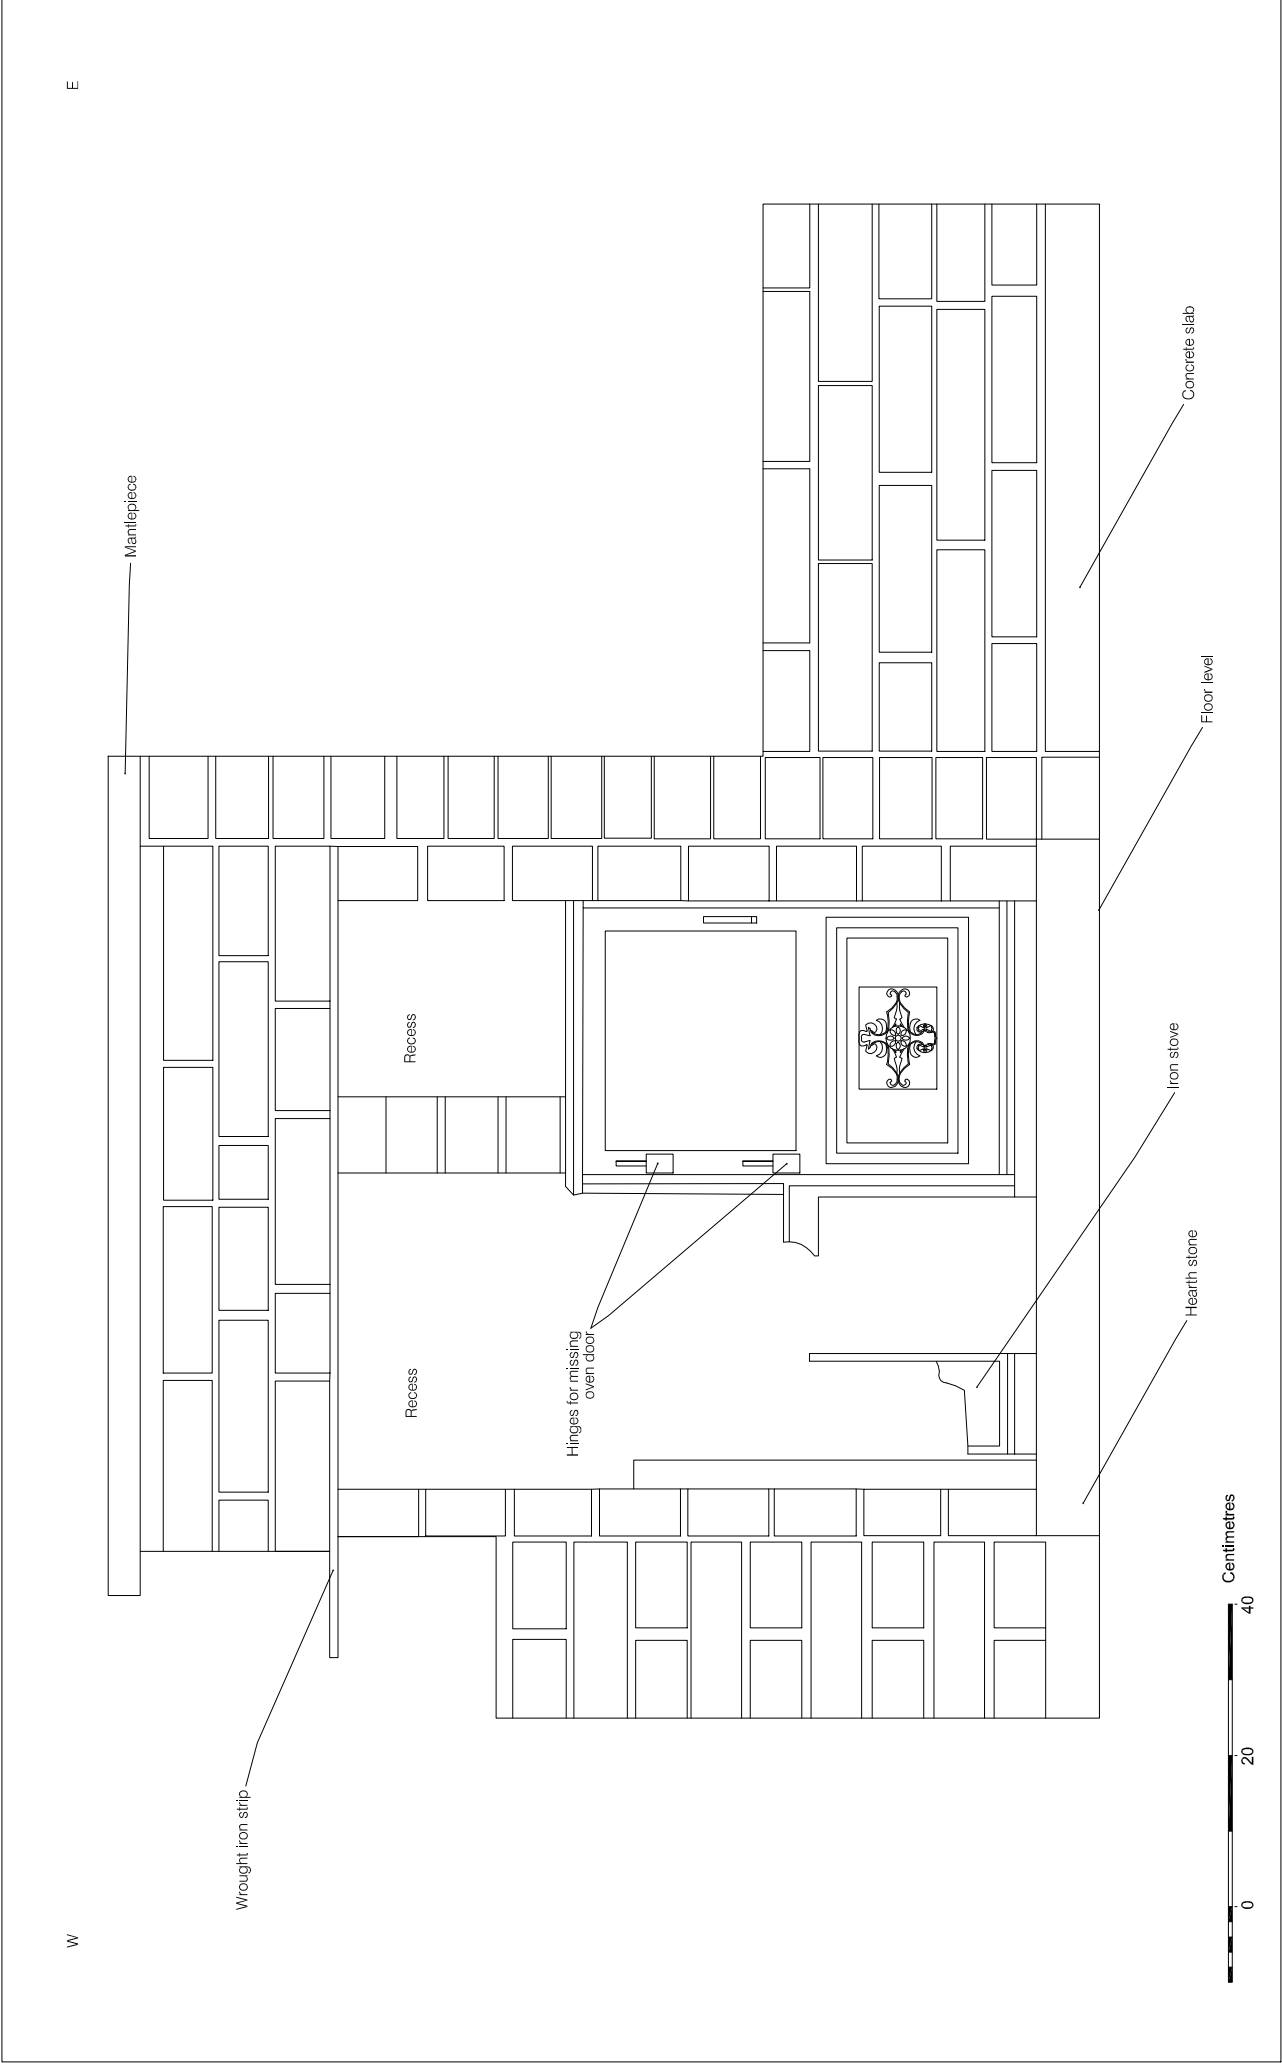 W
E
Mantlepiece
Wrought iron strip
Recess
Recess
Hinges for missing
oven door
Concrete slab
Floor level
Iron stove
Hearth stone
0
20
40
Centimetres